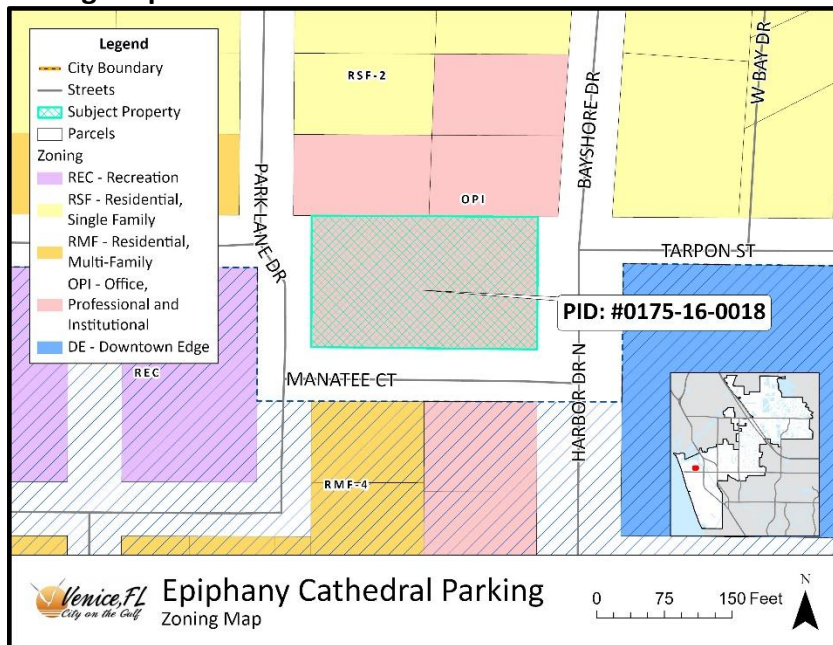 Legend
City Boundary
Streets
Subject Property
Parcels
Zoning
REC - Recreation
RSF - Residential,
Single Family
RMF - Residential,
Multi-Family
OPI - Office,
Professional and
Institutional
DE - Downtown Edge
RSF-2
OPI
PARK LANE DR
BAYSHORE DR
W BAY DR
TARPON ST
PID: #0175-16-0018
MANATEE CT
HARBOR DR N
REC
RMF-4
Venice, FL
City on the Gulf
Epiphany Cathedral Parking
Zoning Map
0 75 150 Feet
N